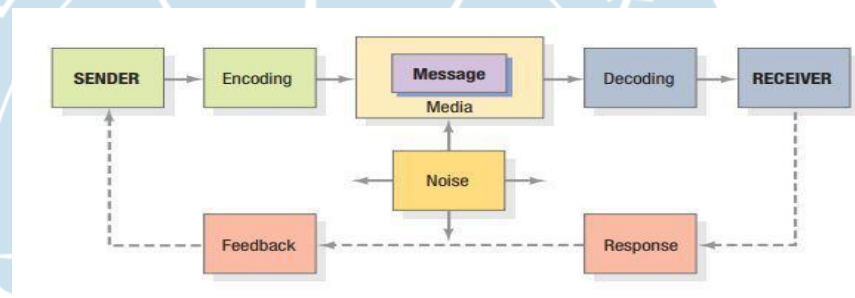 SENDER
Encoding
Message
Media
Decoding
RECEIVER
Noise
Feedback
Response